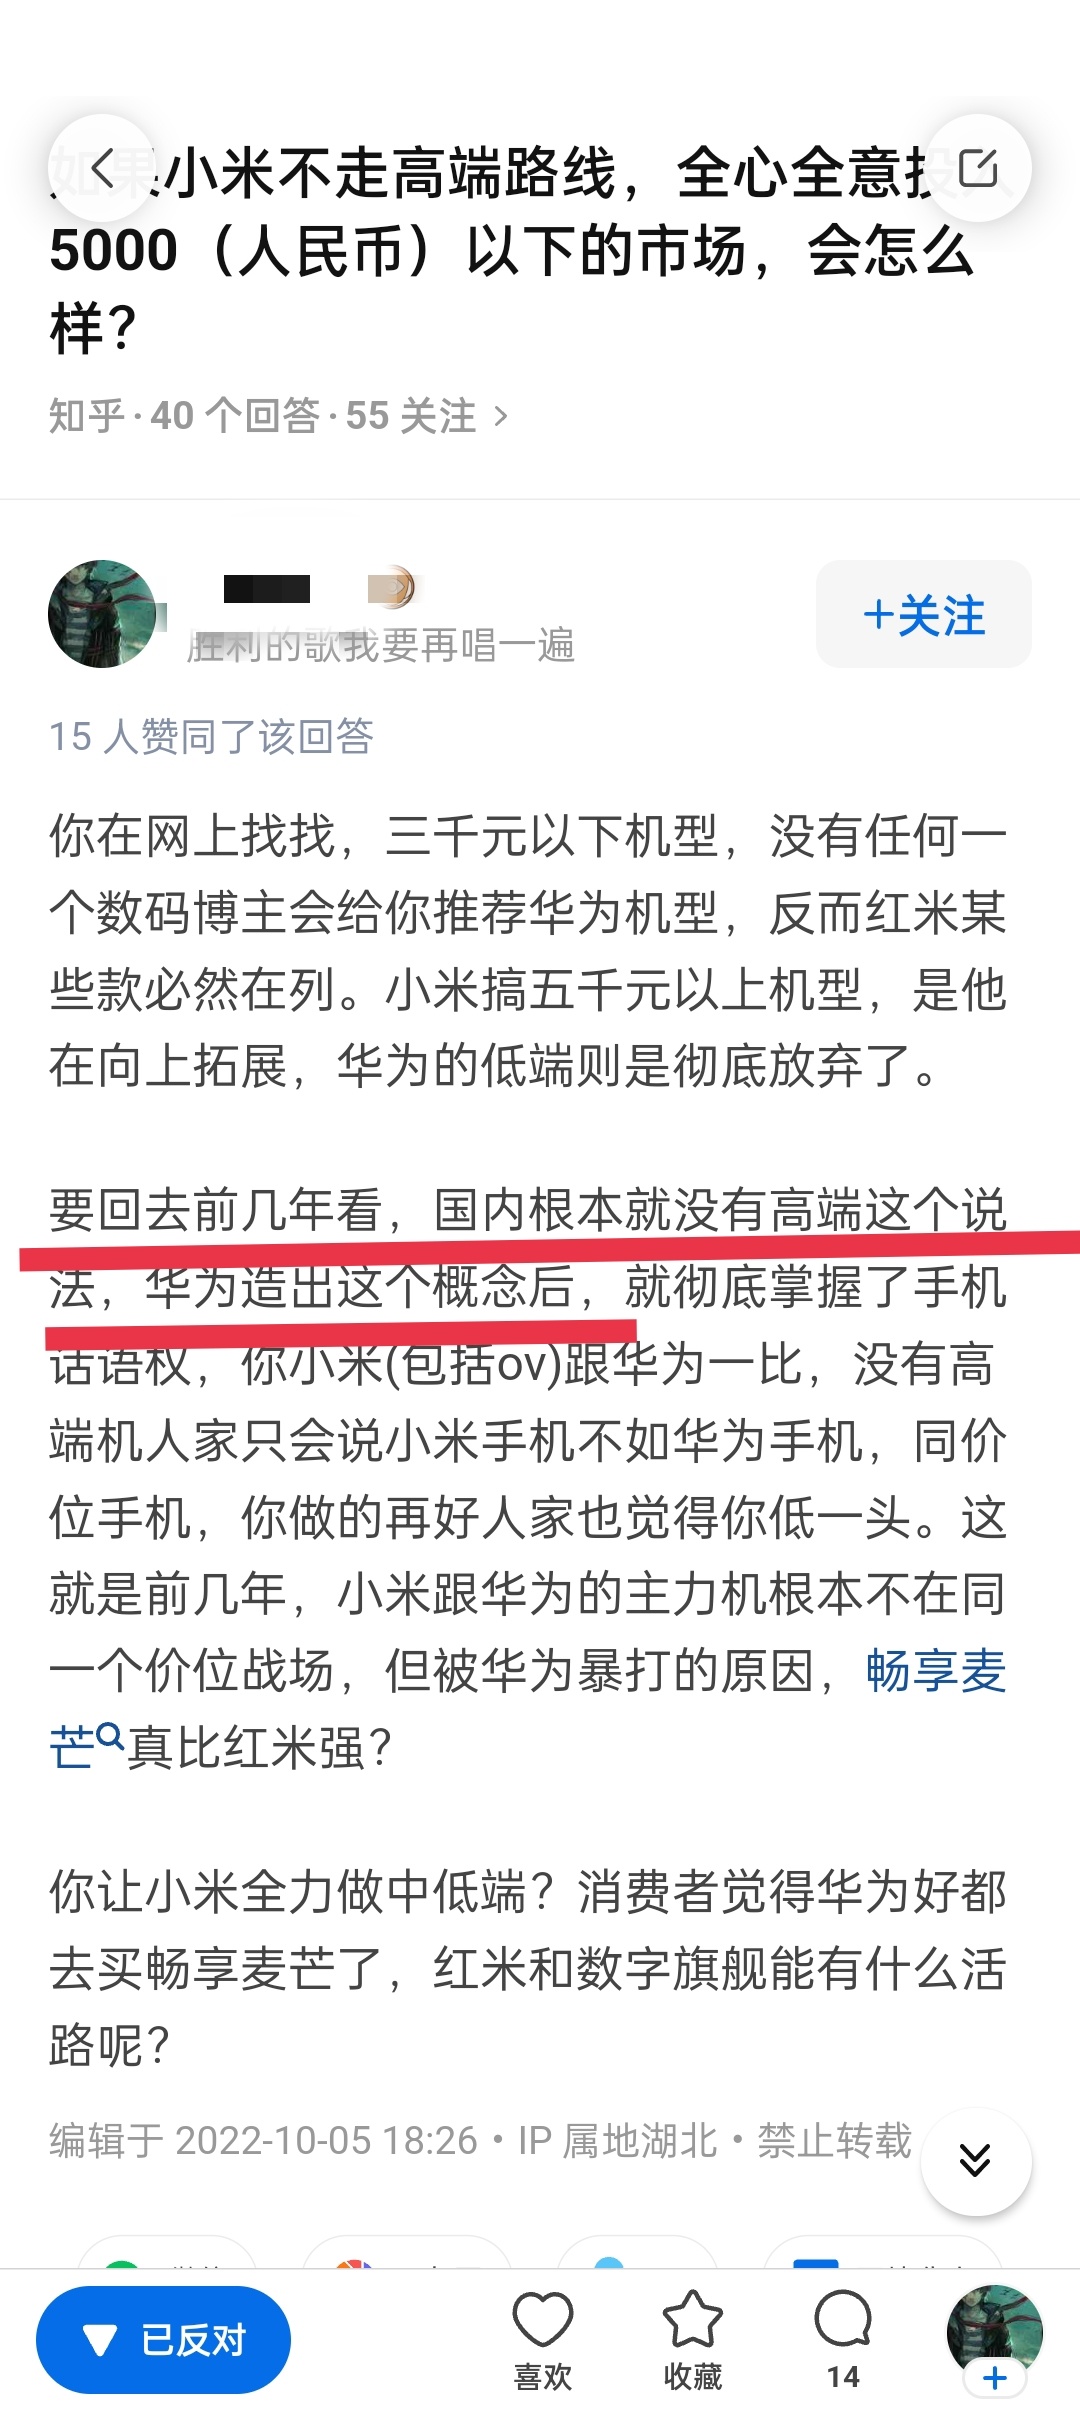 如果小米不走高端路线，全心全意投入
5000（人民币）以下的市场，会怎么
样？
知乎·40 个回答·55 关注 >
胜利的歌我要再唱一遍
+关注
15 人赞同了该回答
你在网上找找，三千元以下机型，没有任何一
个数码博主会给你推荐华为机型，反而红米某
些款必然在列。小米搞五千元以上机型，是他
在向上拓展，华为的低端则是彻底放弃了。
要回去前几年看，国内根本就没有高端这个说
法，华为造出这个概念后，就彻底掌握了手机
话语权，你小米(包括ov)跟华为一比，没有高
端机人家只会说小米手机不如华为手机，同价
位手机，你做的再好人家也觉得你低一头。这
就是前几年，小米跟华为的主力机根本不在同
一个价位战场，但被华为暴打的原因，畅享麦
芒真比红米强？
你让小米全力做中低端？消费者觉得华为好都
去买畅享麦芒了，红米和数字旗舰能有什么活
路呢？
编辑于 2022-10-05 18:26・IP 属地湖北・禁止转载
已反对
喜欢
收藏
14